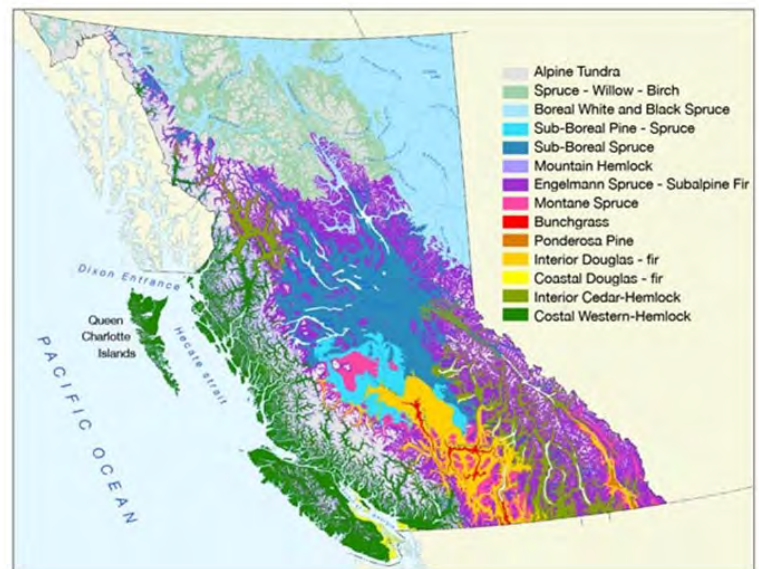 Alpine Tundra
Spruce - Willow - Birch
Boreal White and Black Spruce
Sub-Boreal Pine - Spruce
Sub-Boreal Spruce
Mountain Hemlock
Engelmann Spruce - Subalpine Fir
Montane Spruce
Bunchgrass
Ponderosa Pine
Interior Douglas - fir
Coastal Douglas - fir
Interior Cedar-Hemlock
Costal Western-Hemlock
Dixon Entrance
Queen
Charlotte
Islands
Hecate strait
PACIFIC OCEAN